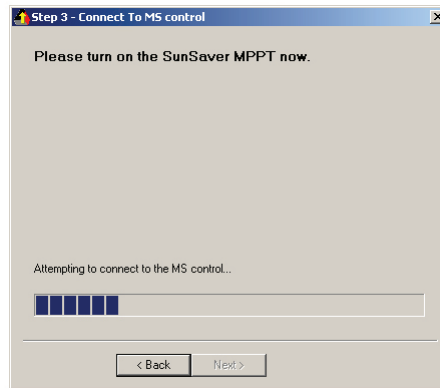 Step 3 - Connect To MS control
Please turn on the SunSaver MPPT now.
Attempting to connect to the MS control...
< Back
Next >